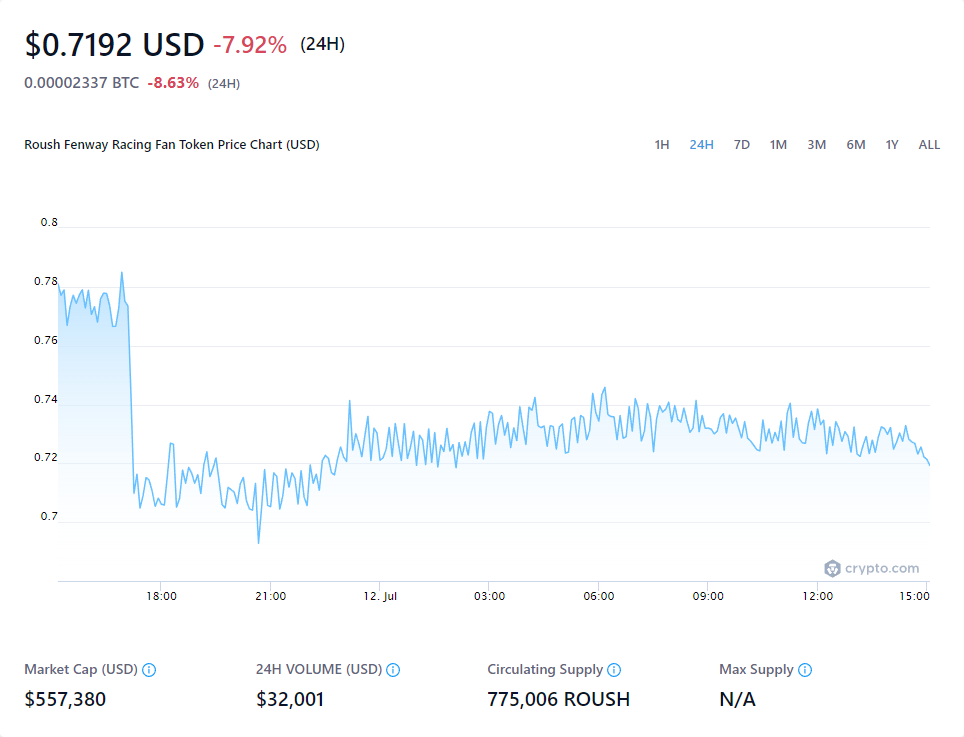 $0.7192 USD -7.92% (24H)
0.00002337 BTC -8.63% (24H)
Roush Fenway Racing Fan Token Price Chart (USD) 1H 24H 7D 1M 3M 6M 1Y ALL
0.8
0.78
0.76
0.74
0.72
0.7
crypto.com
18:00 21:00 12. Jul 03:00 06:00 09:00 12:00 15:00
Market Cap (USD) 24H VOLUME (USD) Circulating Supply Max Supply
$557,380 $32,001 775,006 ROUSH N/A